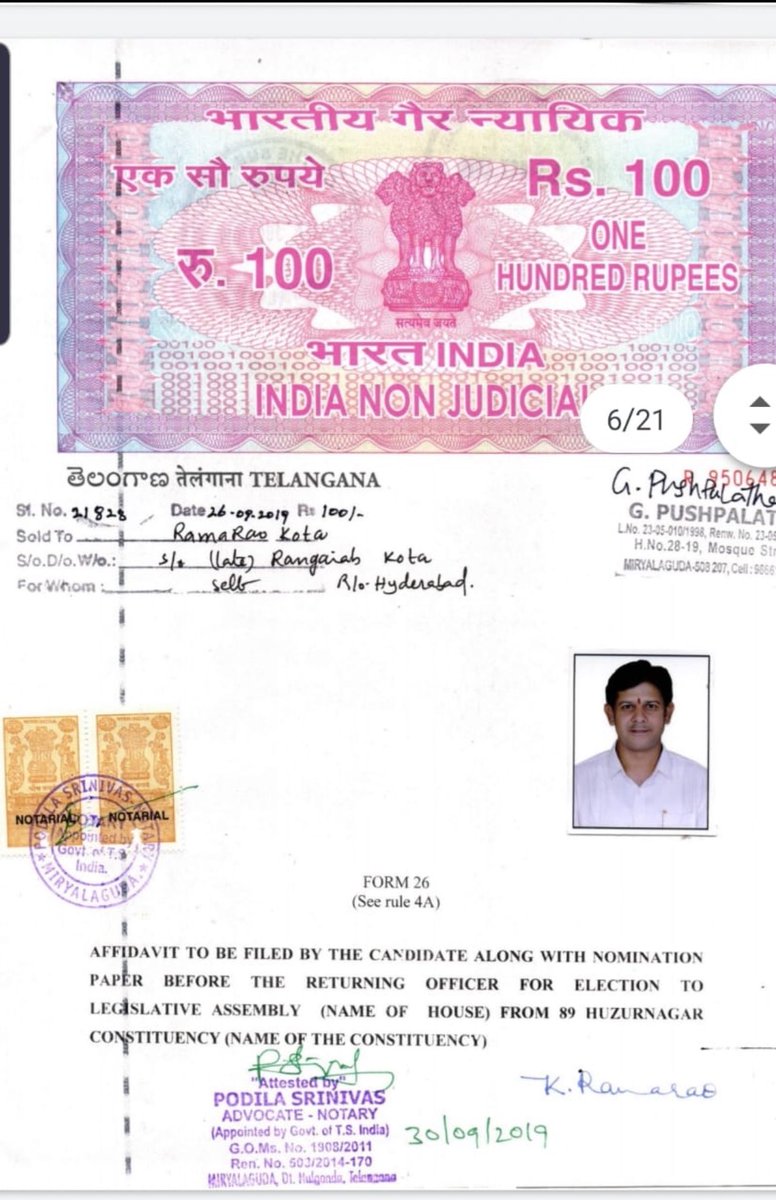 भारतीय गैर न्यायिक
एक सौ रुपये
Rs. 100
रु. 100
ONE
HUNDRED RUPEES
सत्यमेव जयते
भारत INDIA
INDIA NON JUDICIAL
6/21
తెలంగాణ तेलंगाना TELANGANA
R 950648
G. Pushpalatha
Sl. No. 21828 Date 26-09-2019 Rs 100/-
Sold To RamaRao Kota
S/o.D/o.W/o.: s/o (late) Rangaiah Kota
For Whom: self R/o. Hyderabad.
G. PUSHPALAT
L.No. 23-05-010/1998, Renw. No. 23-05
H.No.28-19, Mosque Str
MIRYALAGUDA-508 207, Cell : 9866
NOTARIAL NOTARIAL
PODILA SRINIVAS NOTARY
NOTARY
Appointed by
Govt. of T.S.
India.
MIRYALAGUDA.
FORM 26
(See rule 4A)
AFFIDAVIT TO BE FILED BY THE CANDIDATE ALONG WITH NOMINATION
PAPER BEFORE THE RETURNING OFFICER FOR ELECTION TO
LEGISLATIVE ASSEMBLY (NAME OF HOUSE) FROM 89 HUZURNAGAR
CONSTITUENCY (NAME OF THE CONSTITUENCY)
"Attested by"
PODILA SRINIVAS
ADVOCATE - NOTARY
(Appointed by Govt. of T.S. India)
G.O.Ms. No. 1908/2011
Ren. No. 503/2014-170
MIRYALAGUDA, Dt. Nalgonda, Telangana
K. Ramarao
30/09/2019